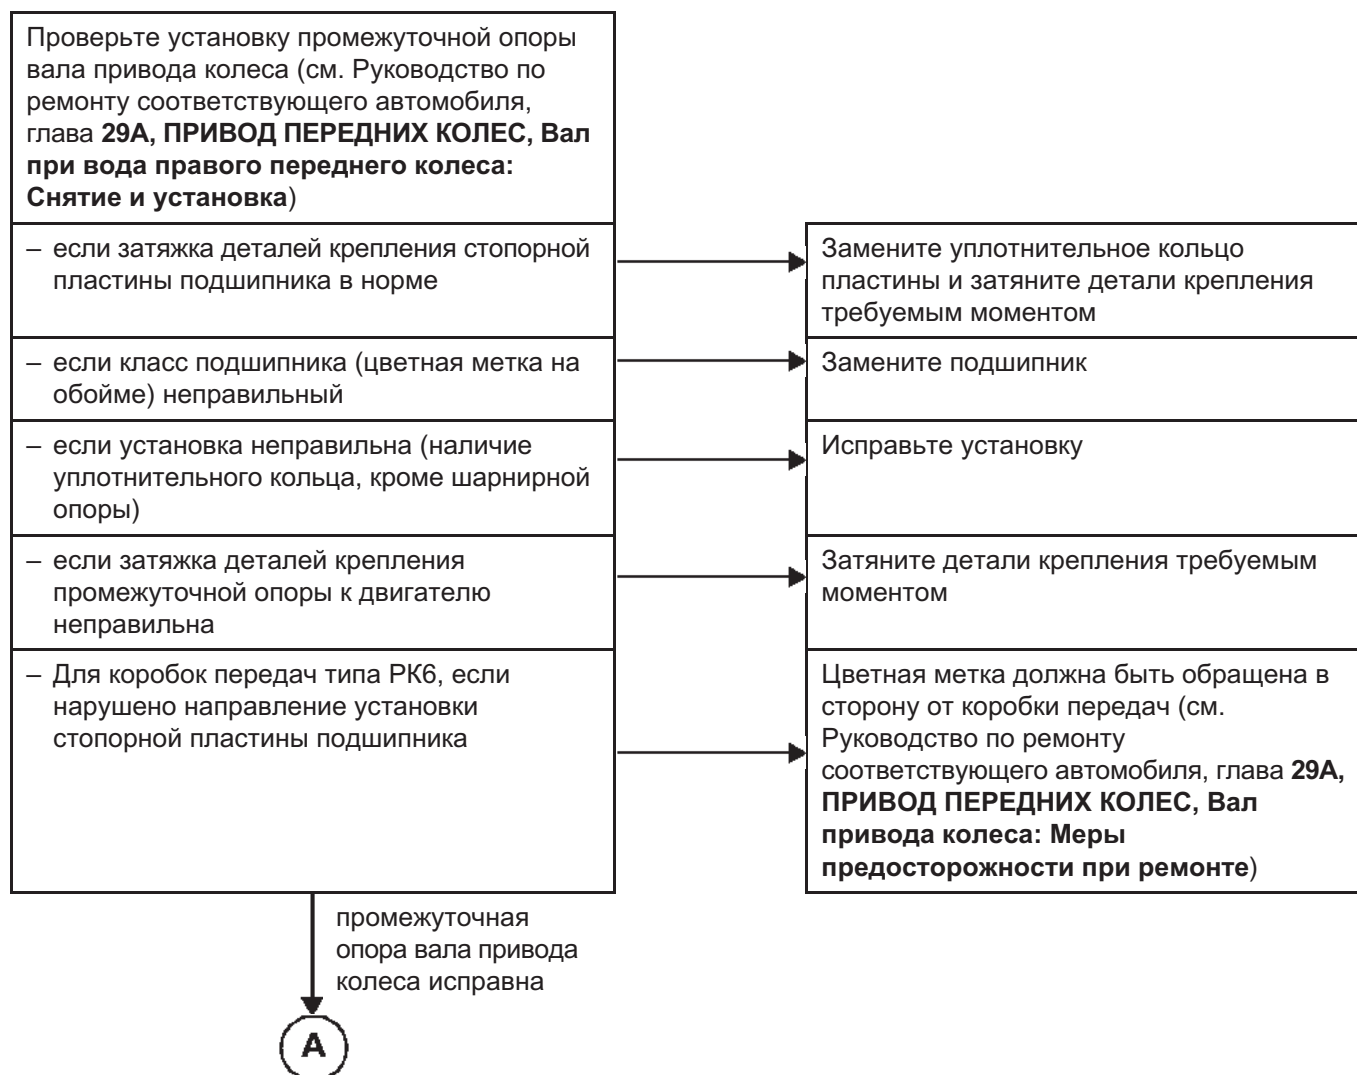 Проверьте установку промежуточной опоры
вала привода колеса (см. Руководство по
ремонту соответствующего автомобиля,
глава 29А, ПРИВОД ПЕРЕДНИХ КОЛЕС, Вал
при вода правого переднего колеса:
Снятие и установка)
– если затяжка деталей крепления стопорной
пластины подшипника в норме
Замените уплотнительное кольцо
пластины и затяните детали крепления
требуемым моментом
– если класс подшипника (цветная метка на
обойме) неправильный
Замените подшипник
– если установка неправильна (наличие
уплотнительного кольца, кроме шарнирной
опоры)
Исправьте установку
– если затяжка деталей крепления
промежуточной опоры к двигателю
неправильна
Затяните детали крепления требуемым
моментом
– Для коробок передач типа РК6, если
нарушено направление установки
стопорной пластины подшипника
Цветная метка должна быть обращена в
сторону от коробки передач (см.
Руководство по ремонту
соответствующего автомобиля, глава 29А,
ПРИВОД ПЕРЕДНИХ КОЛЕС, Вал
привода колеса: Меры
предосторожности при ремонте)
промежуточная
опора вала привода
колеса исправна
А